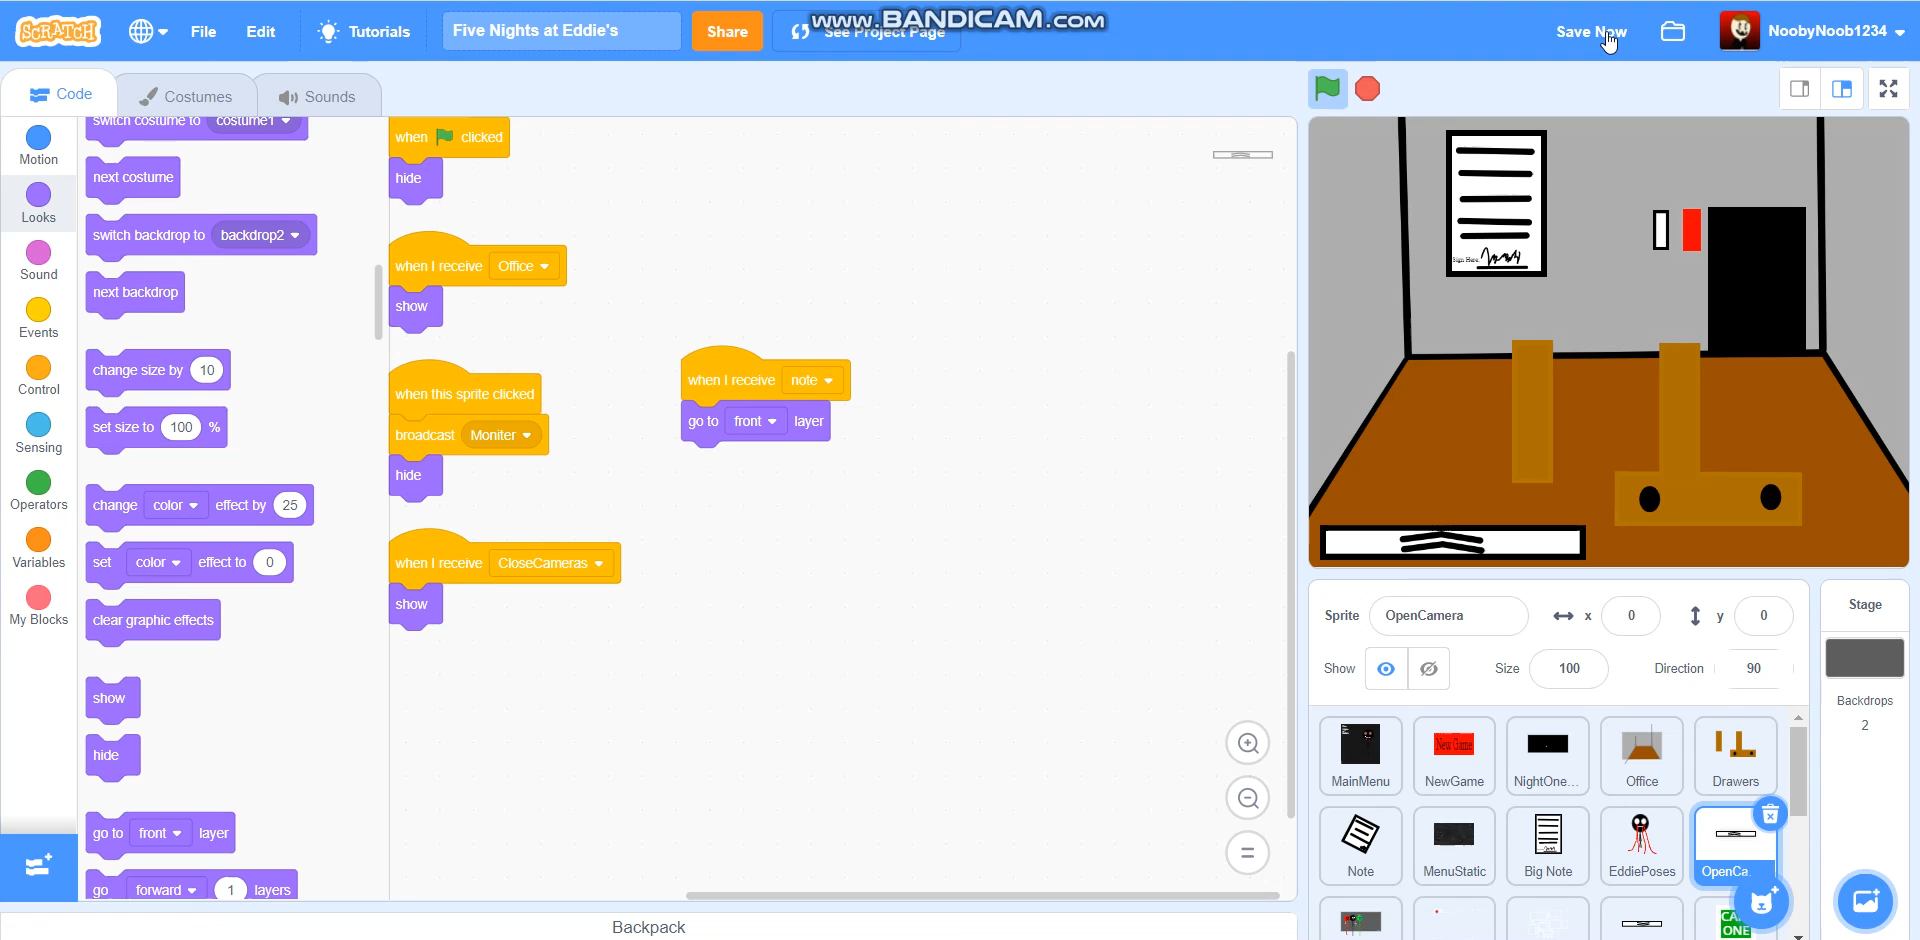 SCRATCH
File
Edit
Tutorials
Five Nights at Eddie's
Share
See Project Page
www.BANDICAM.com
Save Now
NoobyNoob1234
Code
Costumes
Sounds
Motion
Looks
Sound
Events
Control
Sensing
Operators
Variables
My Blocks
switch costume to costume1
next costume
switch backdrop to backdrop2
next backdrop
change size by 10
set size to 100 %
change color effect by 25
set color effect to 0
clear graphic effects
show
hide
go to front layer
go forward 1 layers
when clicked
hide
when I receive Office
show
when this sprite clicked
broadcast Moniter
hide
when I receive CloseCameras
show
when I receive note
go to front layer
Backpack
Sign Here:
Sprite OpenCamera x 0 y 0
Show Size 100 Direction 90
Stage
Backdrops
2
New Game
MainMenu NewGame NightOne... Office Drawers
Note MenuStatic Big Note EddiePoses OpenCa
CA
ONE